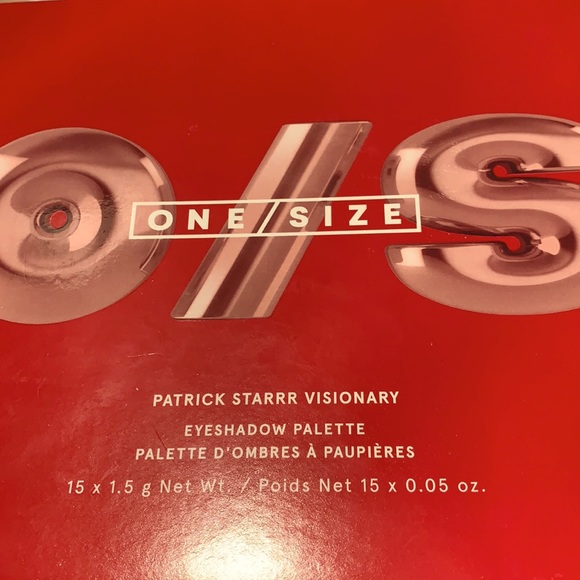 O/S
ONE/SIZE
PATRICK STARRR VISIONARY
EYESHADOW PALETTE
PALETTE D'OMBRES À PAUPIÈRES
15 x 1.5 g Net Wt. / Poids Net 15 x 0.05 oz.